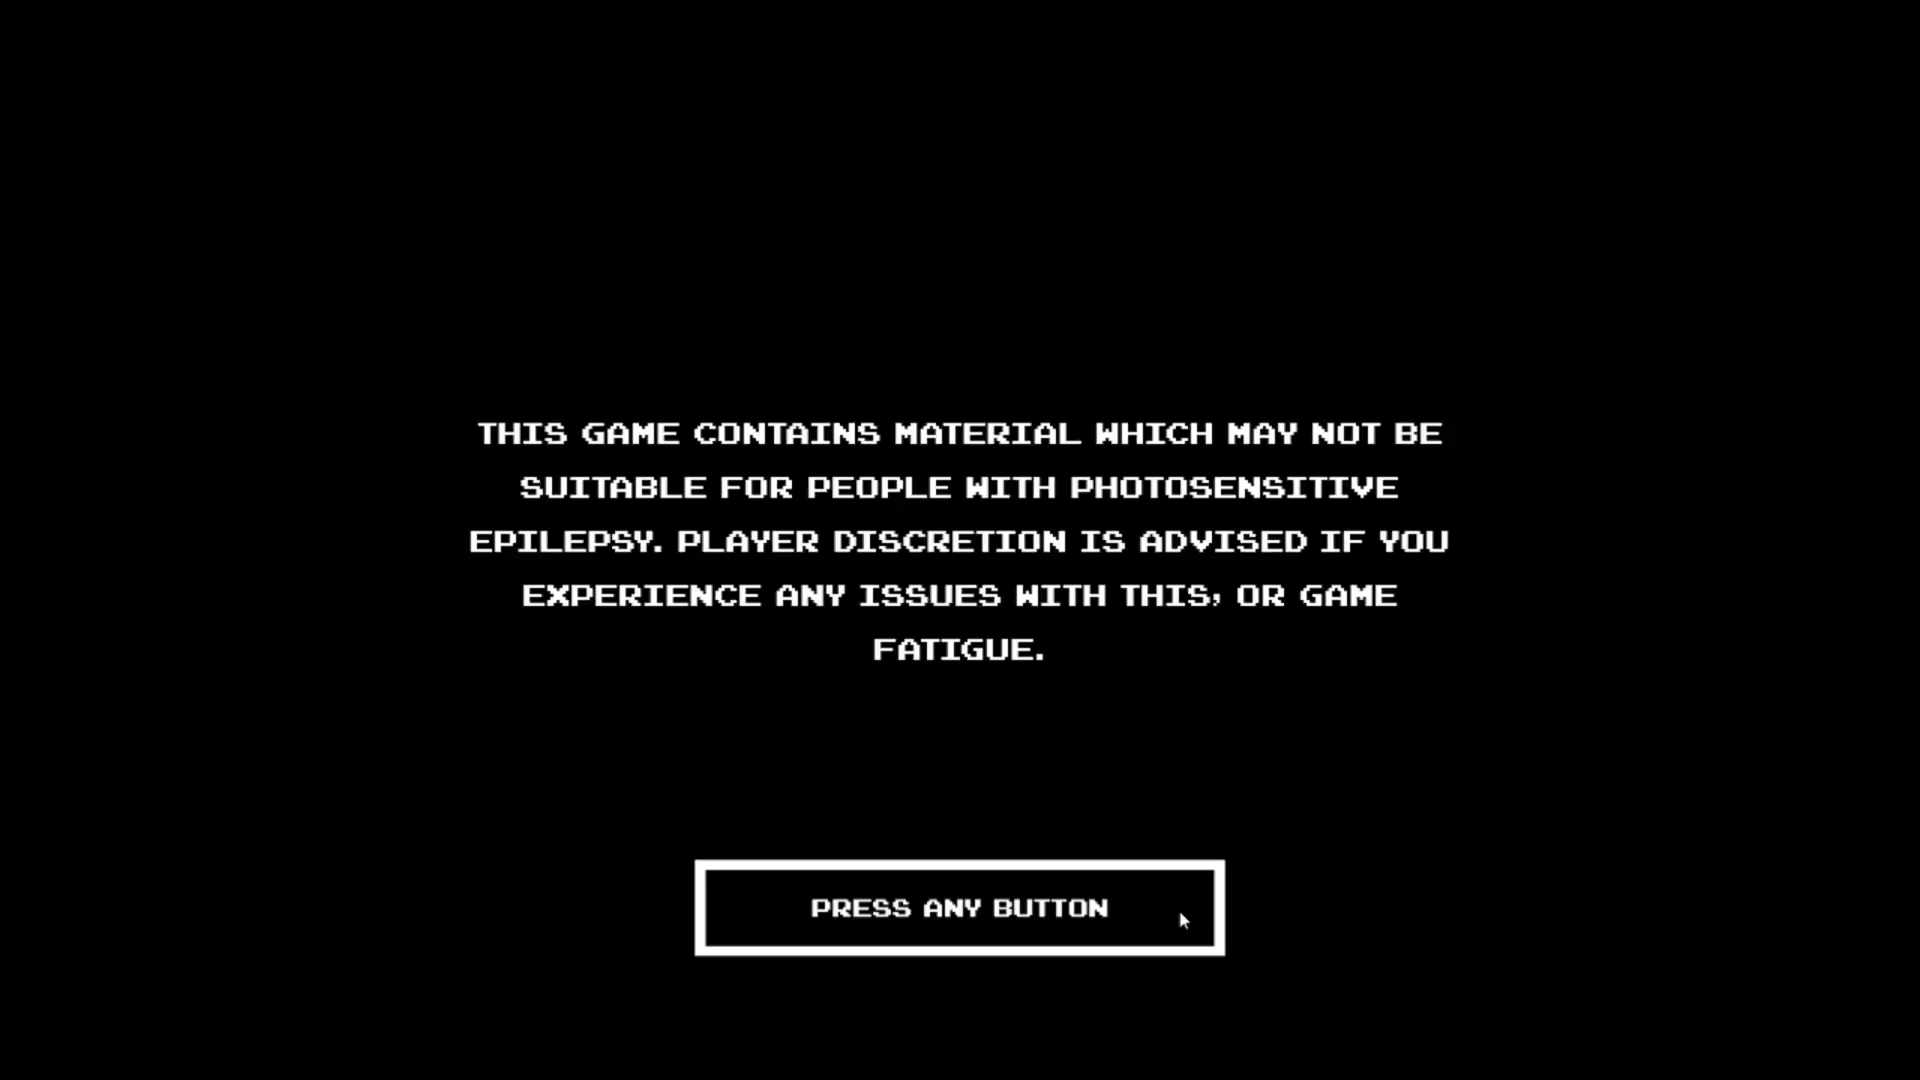 THIS GAME CONTAINS MATERIAL WHICH MAY NOT BE
SUITABLE FOR PEOPLE WITH PHOTOSENSITIVE
EPILEPSY. PLAYER DISCRETION IS ADVISED IF YOU
EXPERIENCE ANY ISSUES WITH THIS, OR GAME
FATIGUE.
PRESS ANY BUTTON